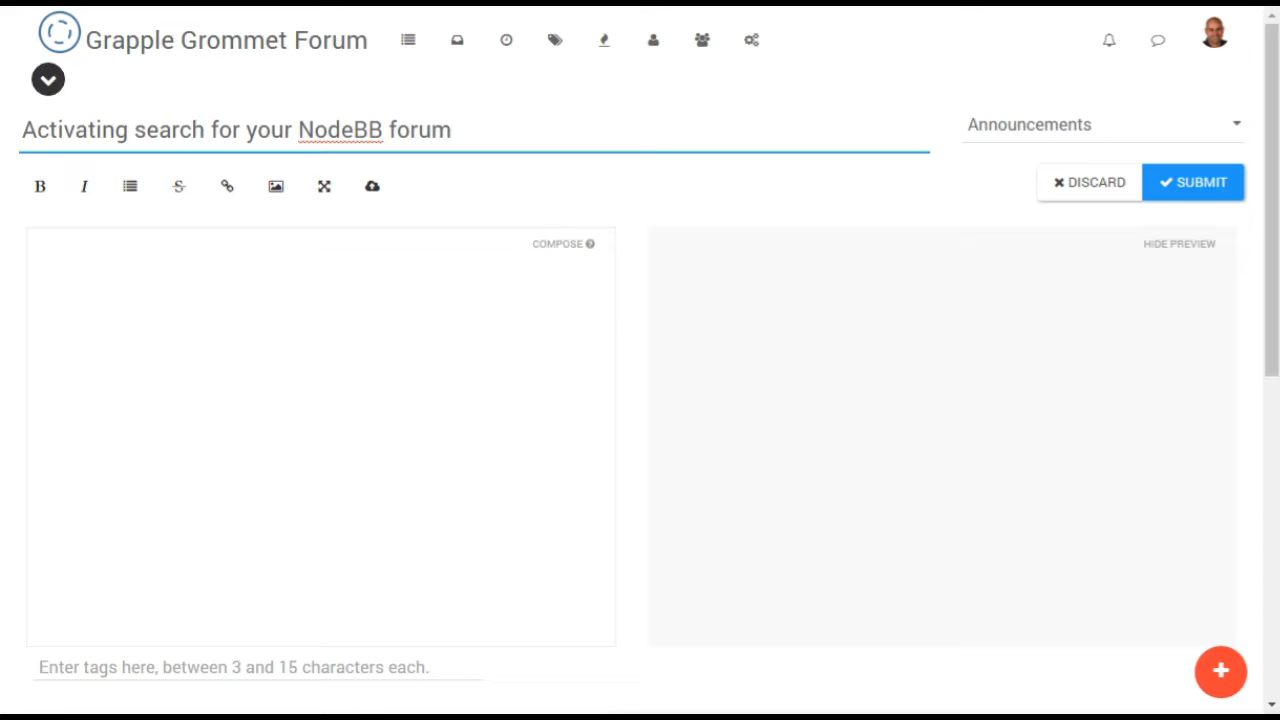 Grapple Grommet Forum
Activating search for your NodeBB forum
Announcements
B I S
DISCARD SUBMIT
COMPOSE
HIDE PREVIEW
Enter tags here, between 3 and 15 characters each.